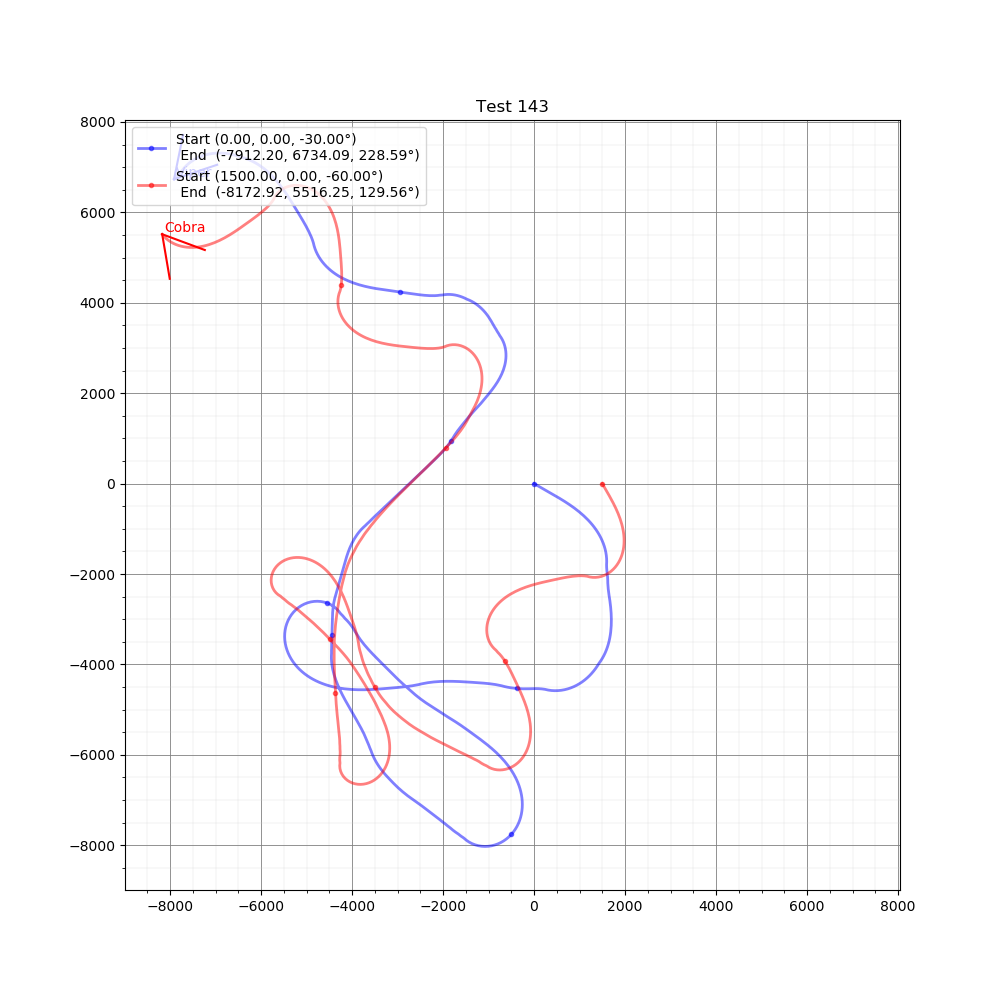 Test 143
Start (0.00, 0.00, -30.00°)
End (-7912.20, 6734.09, 228.59°)
Start (1500.00, 0.00, -60.00°)
End (-8172.92, 5516.25, 129.56°)
Cobra
8000
6000
4000
2000
0
−2000
−4000
−6000
−8000
−8000 −6000 −4000 −2000 0 2000 4000 6000 8000